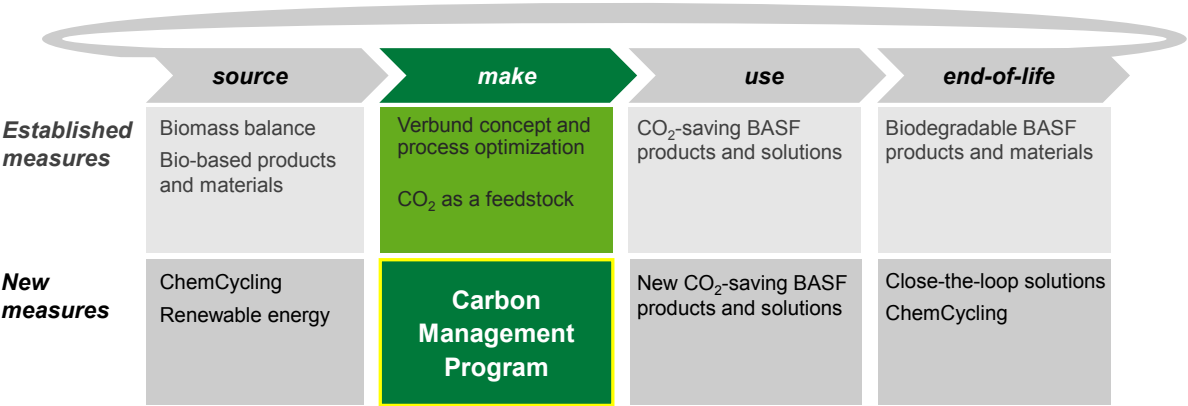 source
make
use
end-of-life
Established
measures
Biomass balance
Bio-based products
and materials
Verbund concept and
process optimization
CO₂ as a feedstock
CO₂-saving BASF
products and solutions
Biodegradable BASF
products and materials
New
measures
ChemCycling
Renewable energy
Carbon
Management
Program
New CO₂-saving BASF
products and solutions
Close-the-loop solutions
ChemCycling